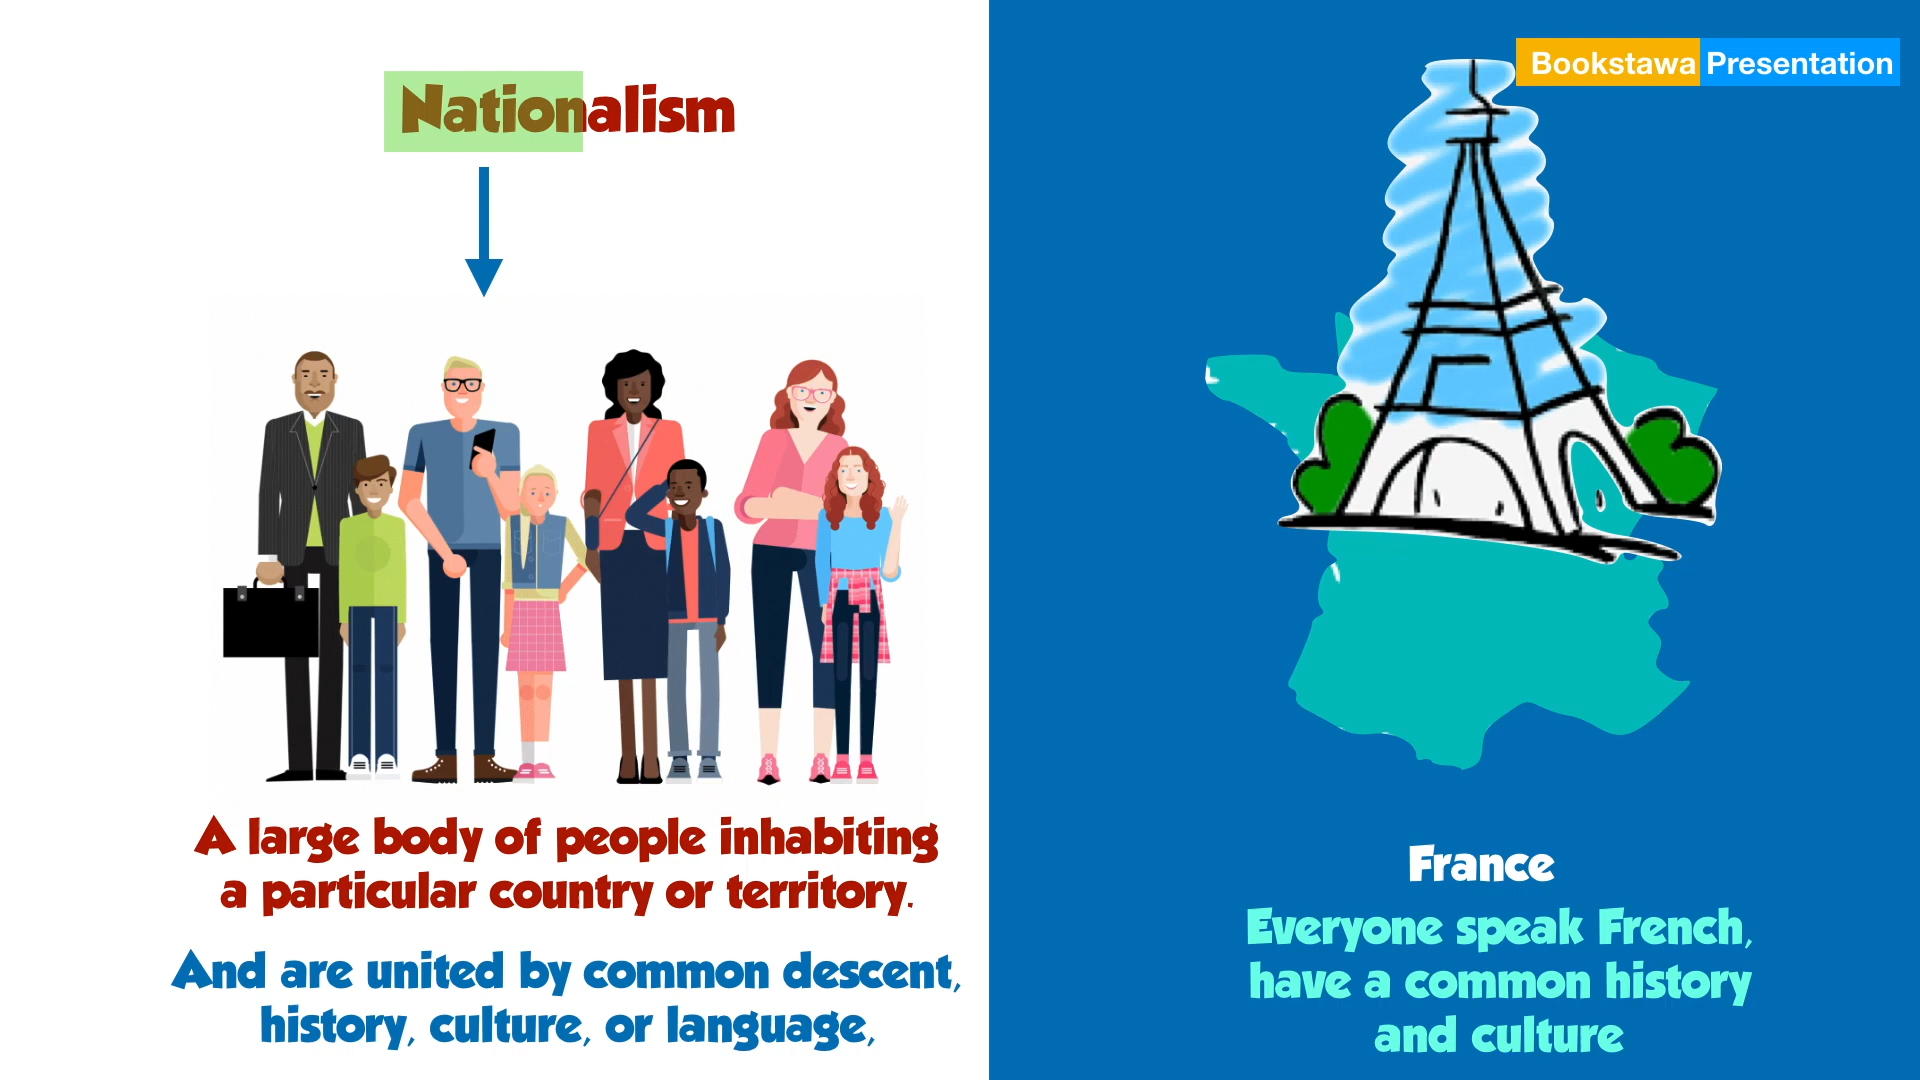 Nationalism
A large body of people inhabiting
a particular country or territory.
And are united by common descent,
history, culture, or language,
Bookstawa Presentation
France
Everyone speak French,
have a common history
and culture